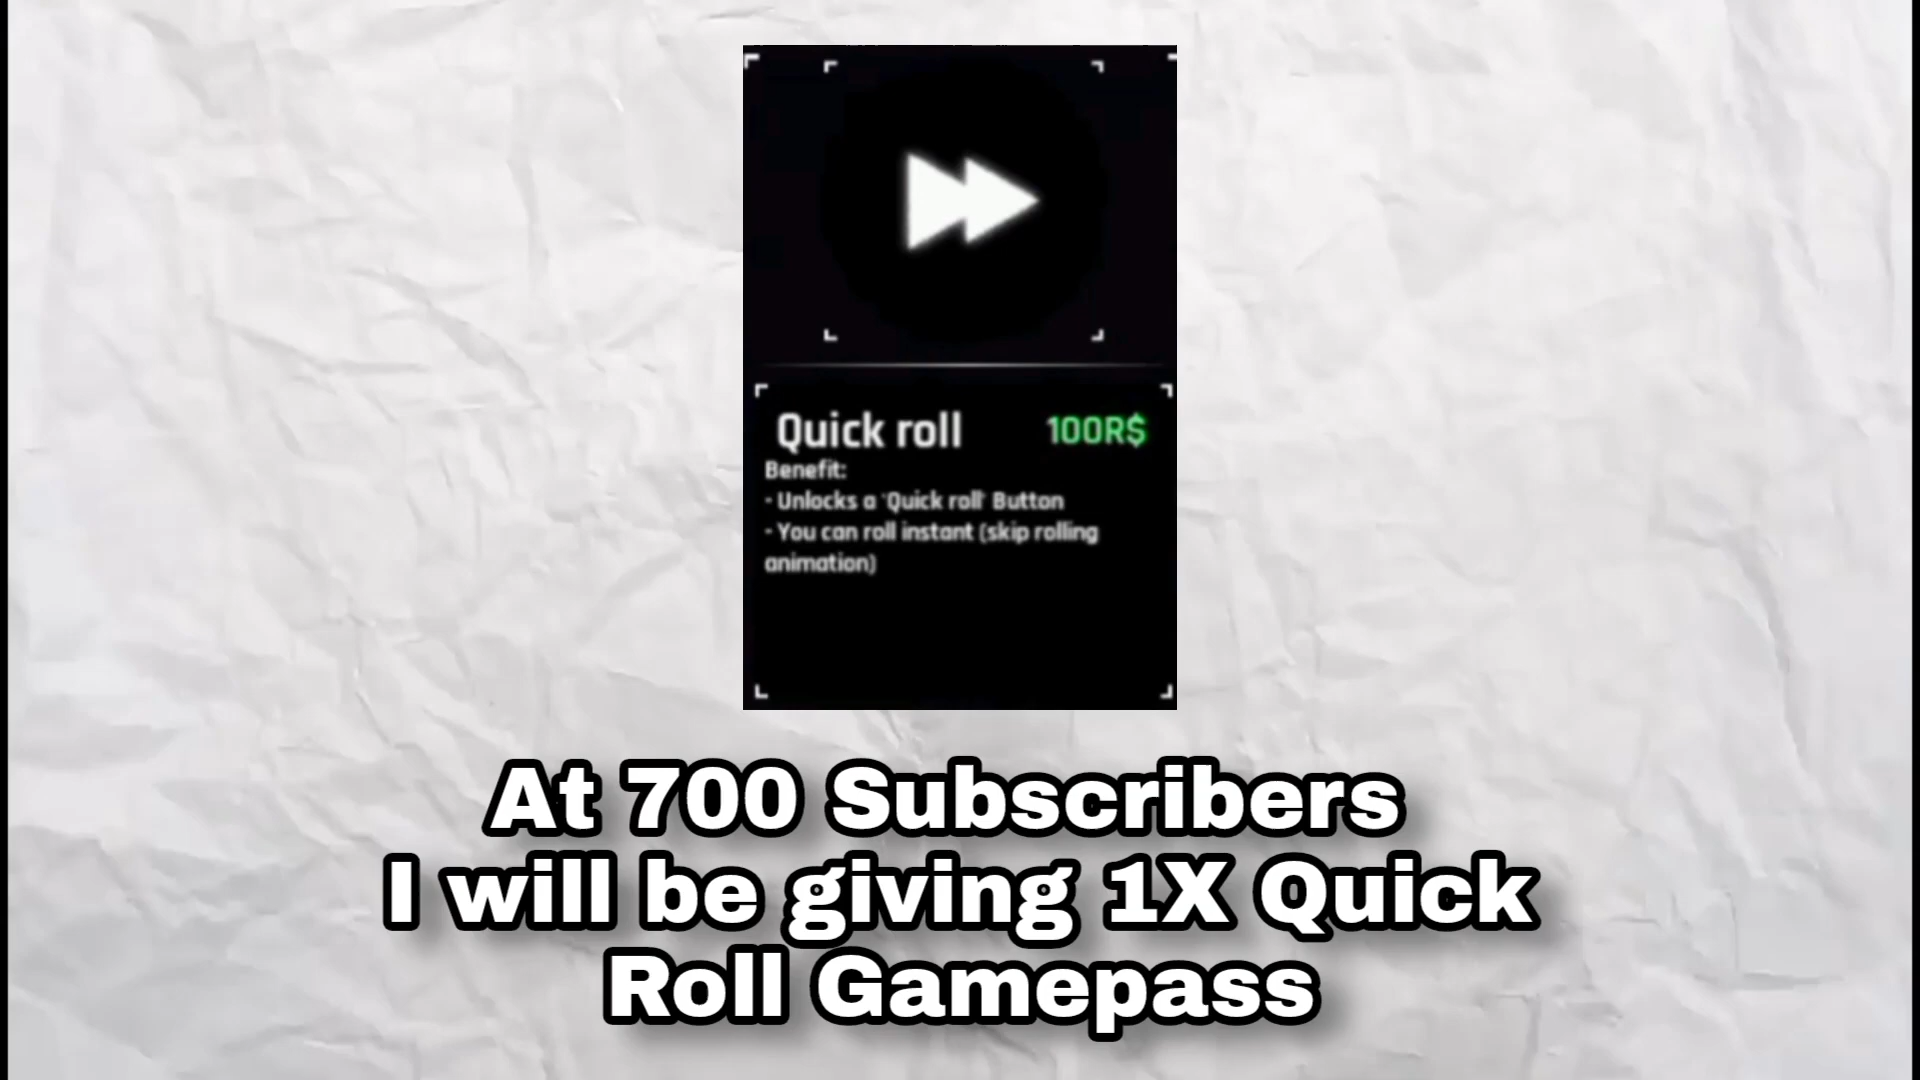 Quick roll 100R$
Benefit:
- Unlocks a 'Quick roll' Button
- You can roll instant (skip rolling
animation)
At 700 Subscribers
I will be giving 1X Quick
Roll Gamepass